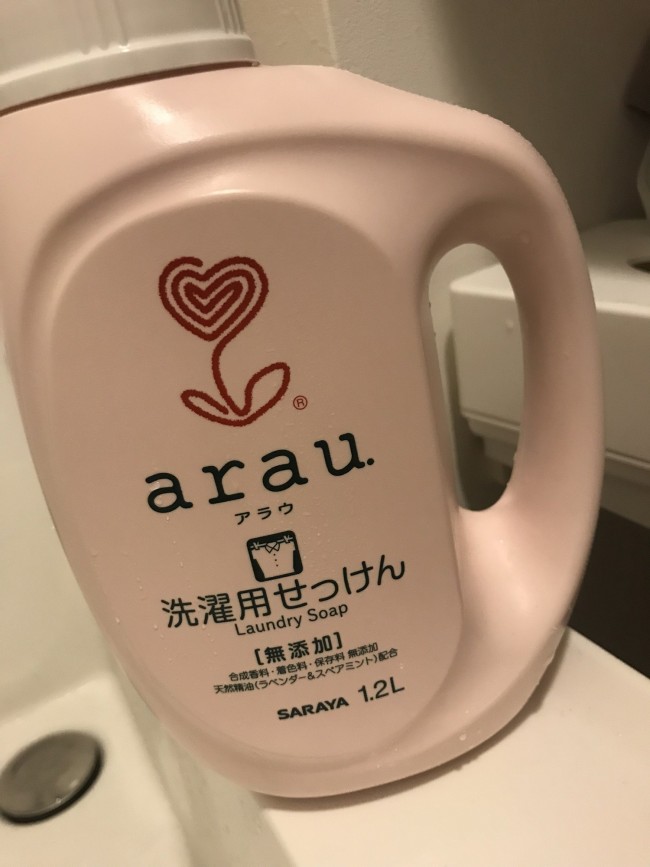 ®
arau.
アラウ
洗濯用せっけん
Laundry Soap
[無添加]
合成香料・着色料・保存料 無添加
天然精油(ラベンダー&スペアミント)配合
SARAYA 1.2L